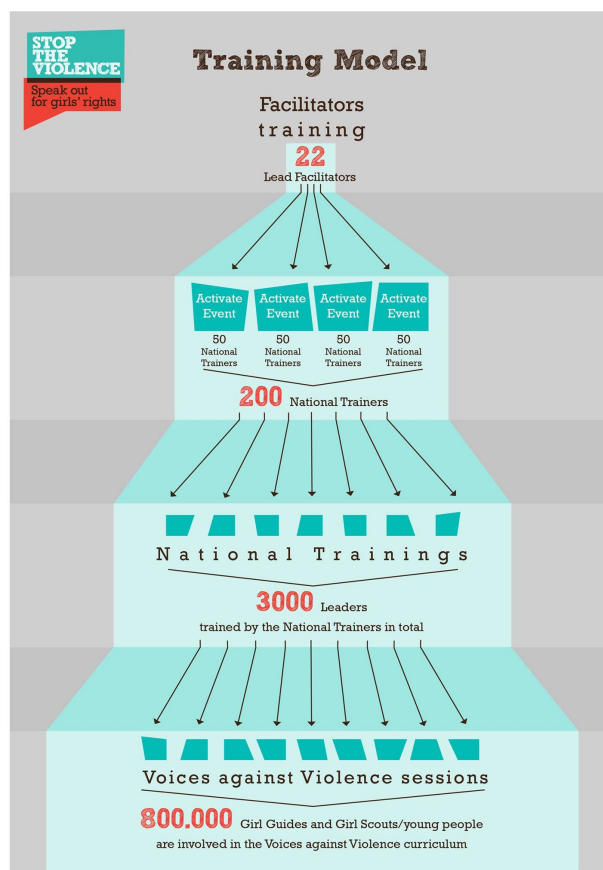 STOP
THE
VIOLENCE
Speak out
for girls' rights
Training Model
Facilitators
training
22
Lead Facilitators
Activate Event
Activate Event
Activate Event
Activate Event
50 National Trainers
50 National Trainers
50 National Trainers
50 National Trainers
200 National Trainers
National Trainings
3000 Leaders
trained by the National Trainers in total
Voices against Violence sessions
800.000 Girl Guides and Girl Scouts/young people
are involved in the Voices against Violence curriculum